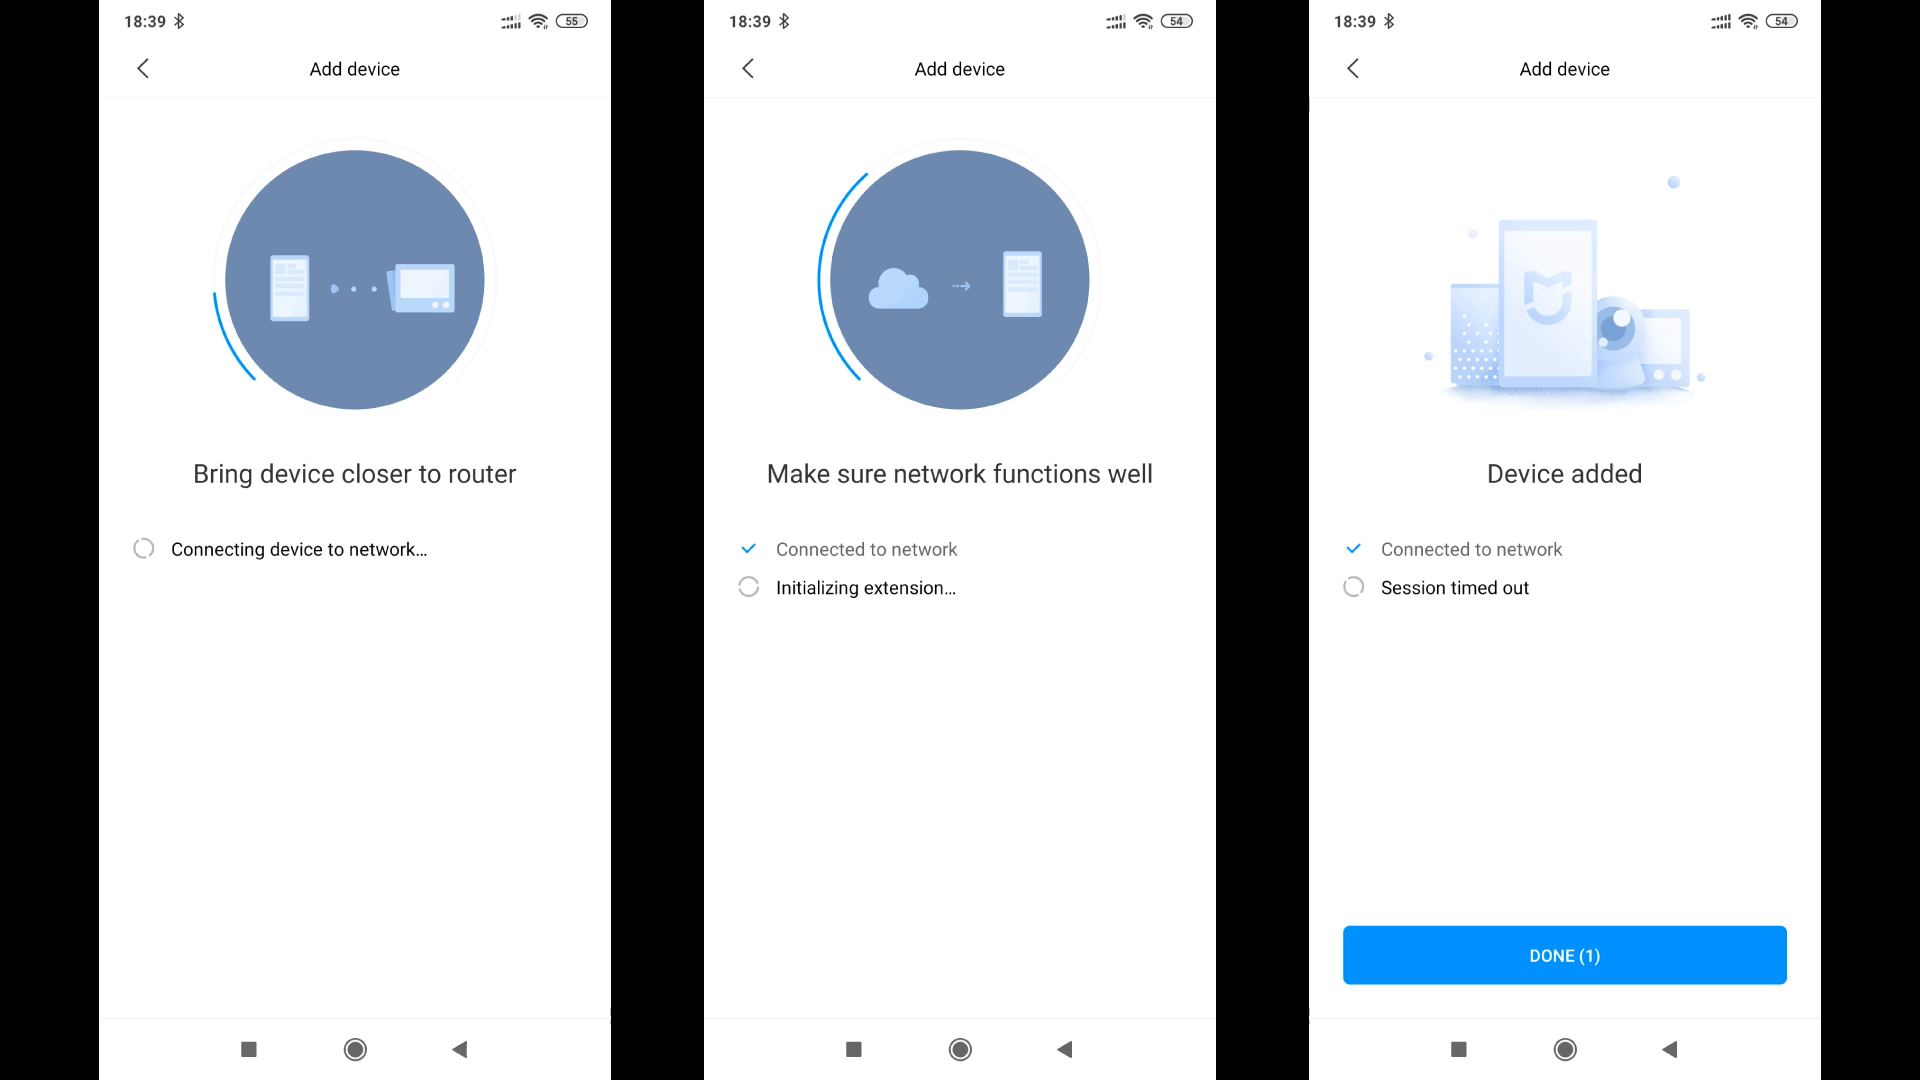 18:39
55
Add device
Bring device closer to router
Connecting device to network...
18:39
54
Add device
Make sure network functions well
Connected to network
Initializing extension...
18:39
54
Add device
Device added
Connected to network
Session timed out
DONE (1)